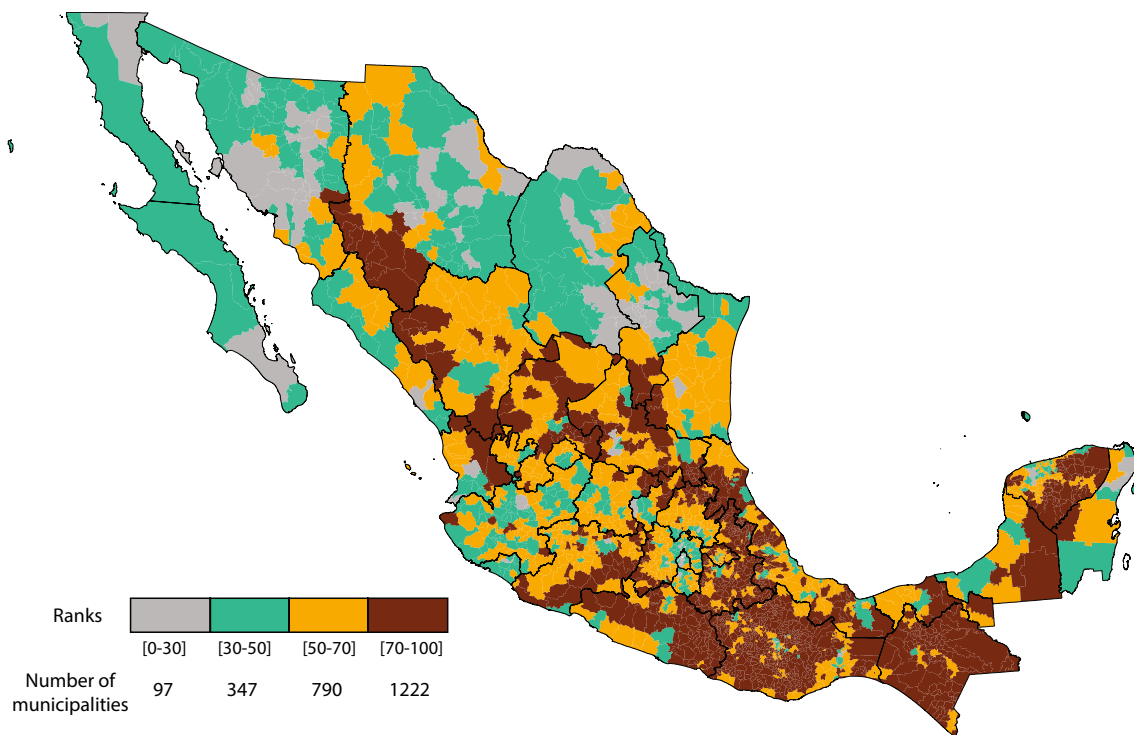 Ranks
[0-30] [30-50] [50-70] [70-100]
Number of
municipalities
97 347 790 1222